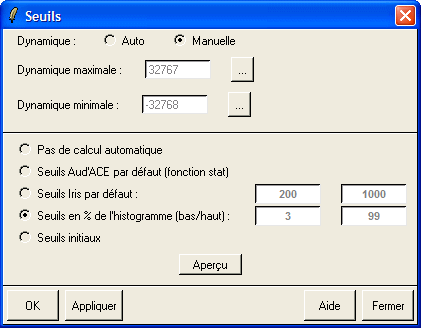 Seuils
Dynamique : Auto Manuelle
Dynamique maximale : 32767 ...
Dynamique minimale : -32768 ...
Pas de calcul automatique
Seuils Aud'ACE par défaut (fonction stat)
Seuils Iris par défaut : 200 1000
Seuils en % de l'histogramme (bas/haut) : 3 99
Seuils initiaux
Aperçu
OK Appliquer Aide Fermer